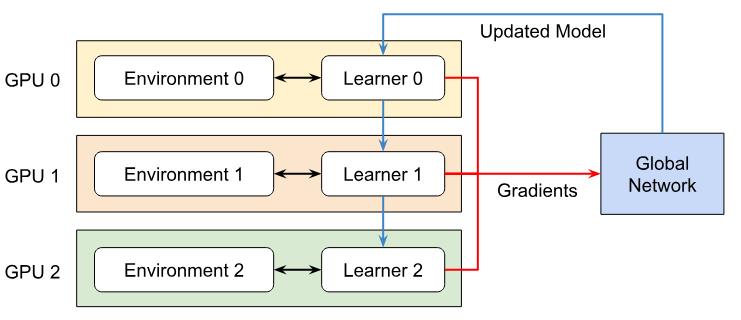 Updated Model
GPU 0
Environment 0
Learner 0
GPU 1
Environment 1
Learner 1
Gradients
Global
Network
GPU 2
Environment 2
Learner 2